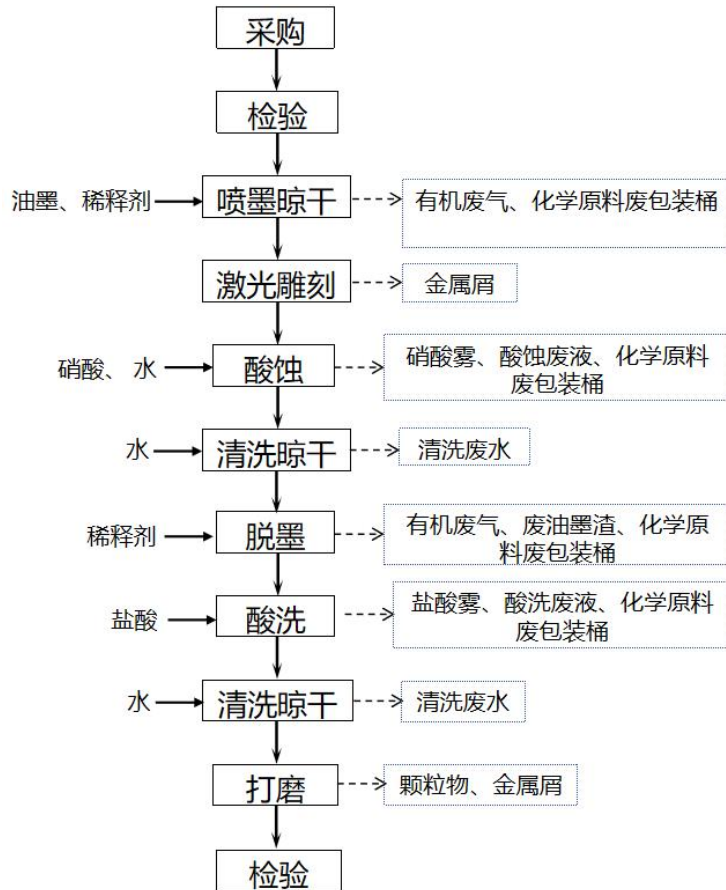 采购
检验
油墨、稀释剂
喷墨晾干
有机废气、化学原料废包装桶
激光雕刻
金属屑
硝酸、 水
酸蚀
硝酸雾、酸蚀废液、化学原料
废包装桶
水
清洗晾干
清洗废水
稀释剂
脱墨
有机废气、废油墨渣、化学原
料废包装桶
盐酸
酸洗
盐酸雾、酸洗废液、化学原料
废包装桶
水
清洗晾干
清洗废水
打磨
颗粒物、金属屑
检验